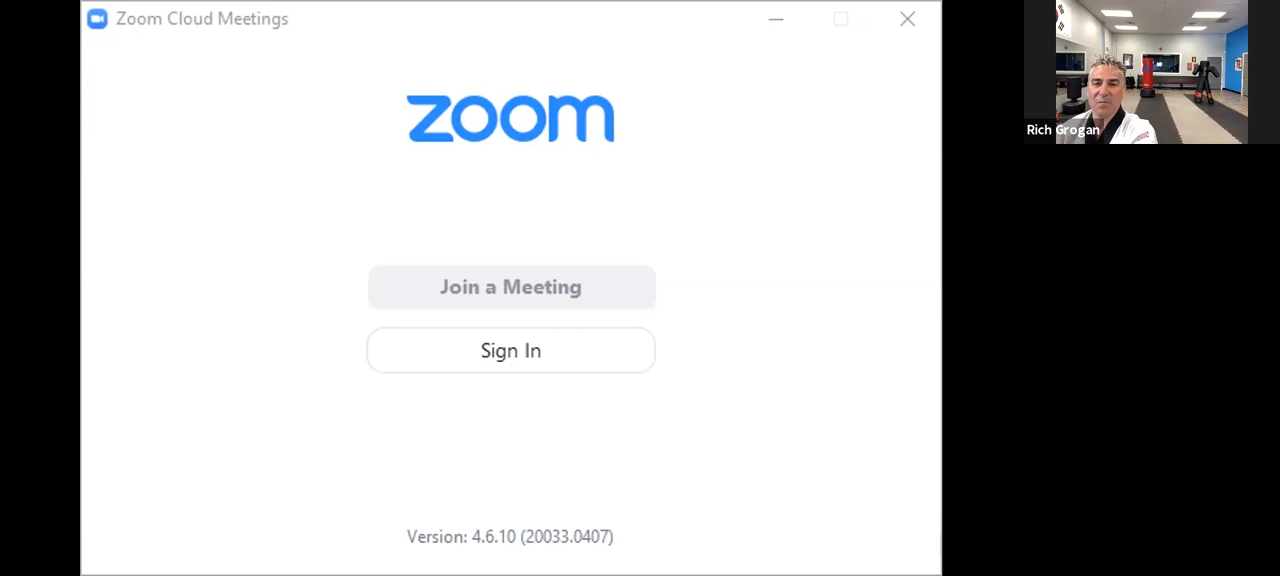 Zoom Cloud Meetings
zoom
Join a Meeting
Sign In
Version: 4.6.10 (20033.0407)
Rich Grogan